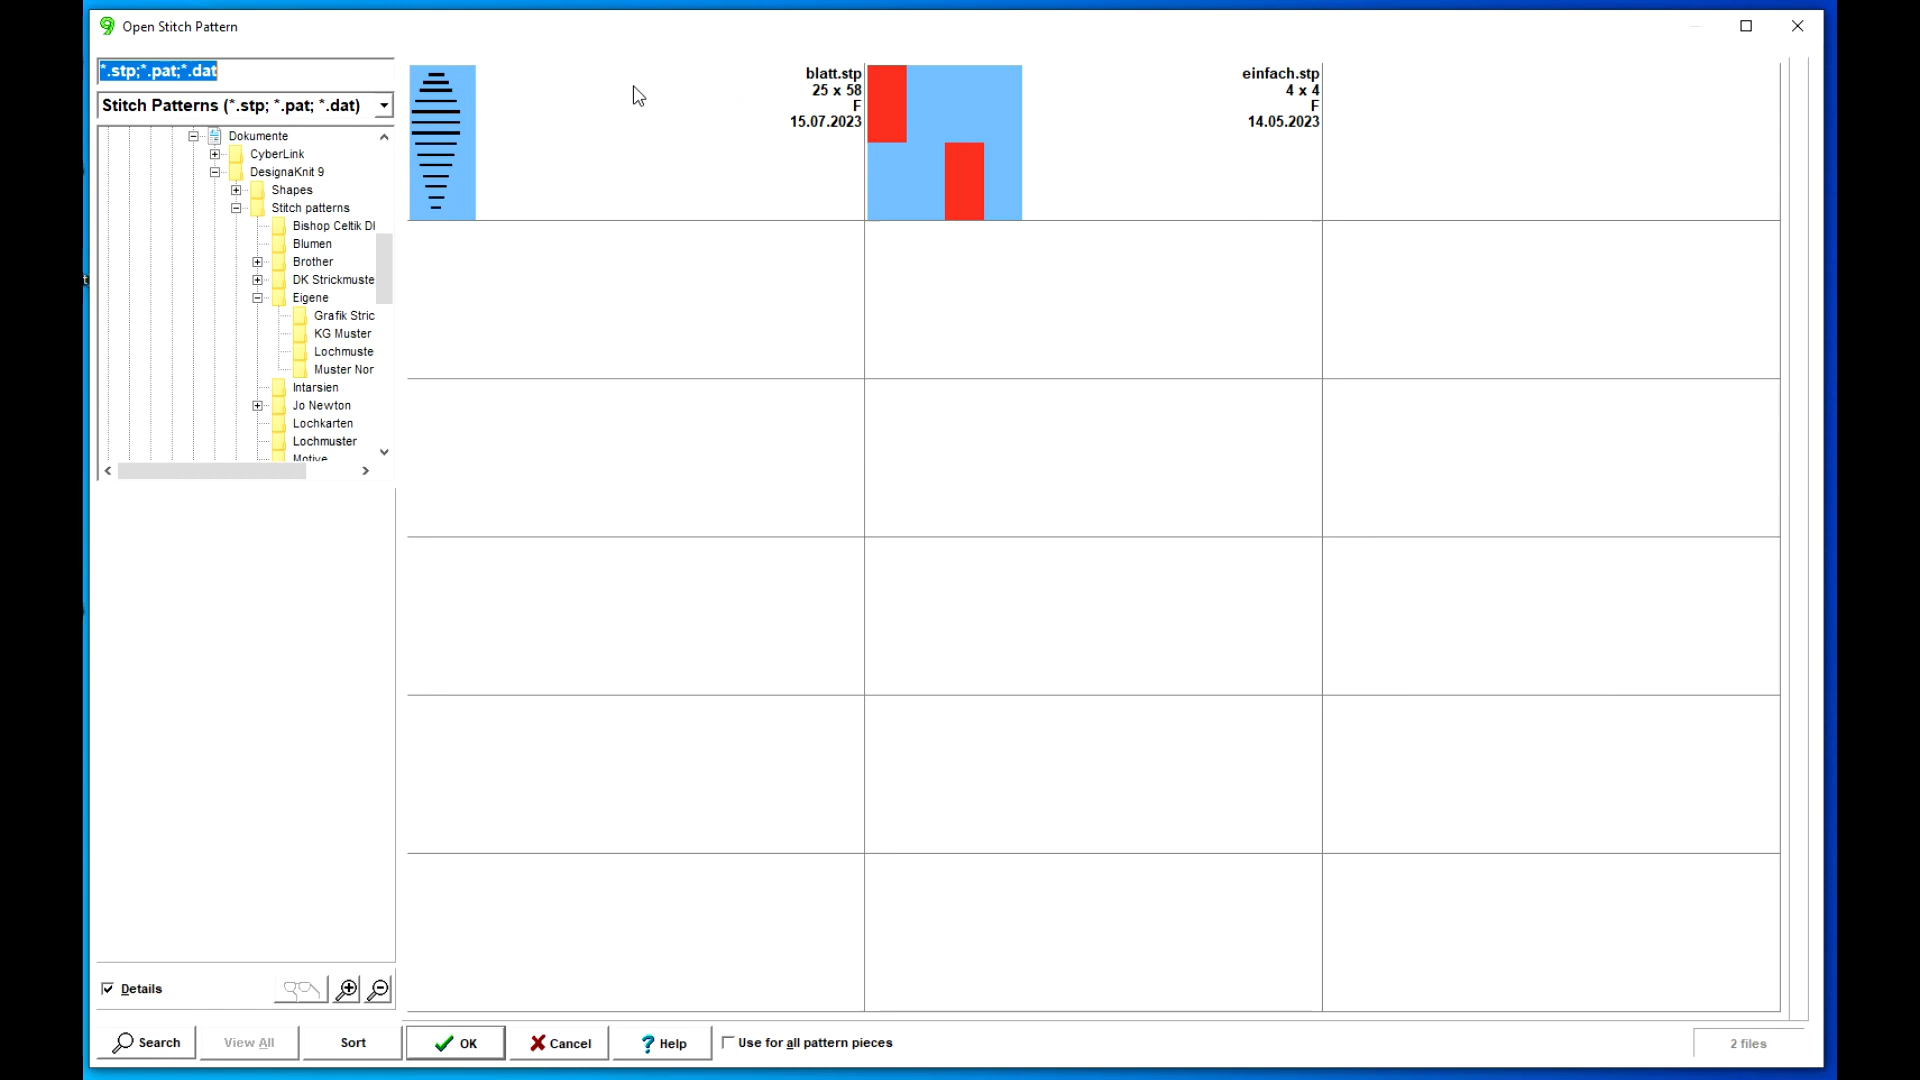 Open Stitch Pattern
*.stp;*.pat;*.dat
Stitch Patterns (*.stp; *.pat; *.dat)
Dokumente
CyberLink
DesignaKnit 9
Shapes
Stitch patterns
Bishop Celtik
Blumen
Brother
DK Strickmuste
Eigene
Grafik Stric
KG Muster
Lochmuste
Muster Nor
Intarsien
Jo Newton
Lochkarten
Lochmuster
Motive
blatt.stp
25 x 58
F
15.07.2023
einfach.stp
4 x 4
F
14.05.2023
Details
Search
View All
Sort
OK
Cancel
Help
Use for all pattern pieces
2 files